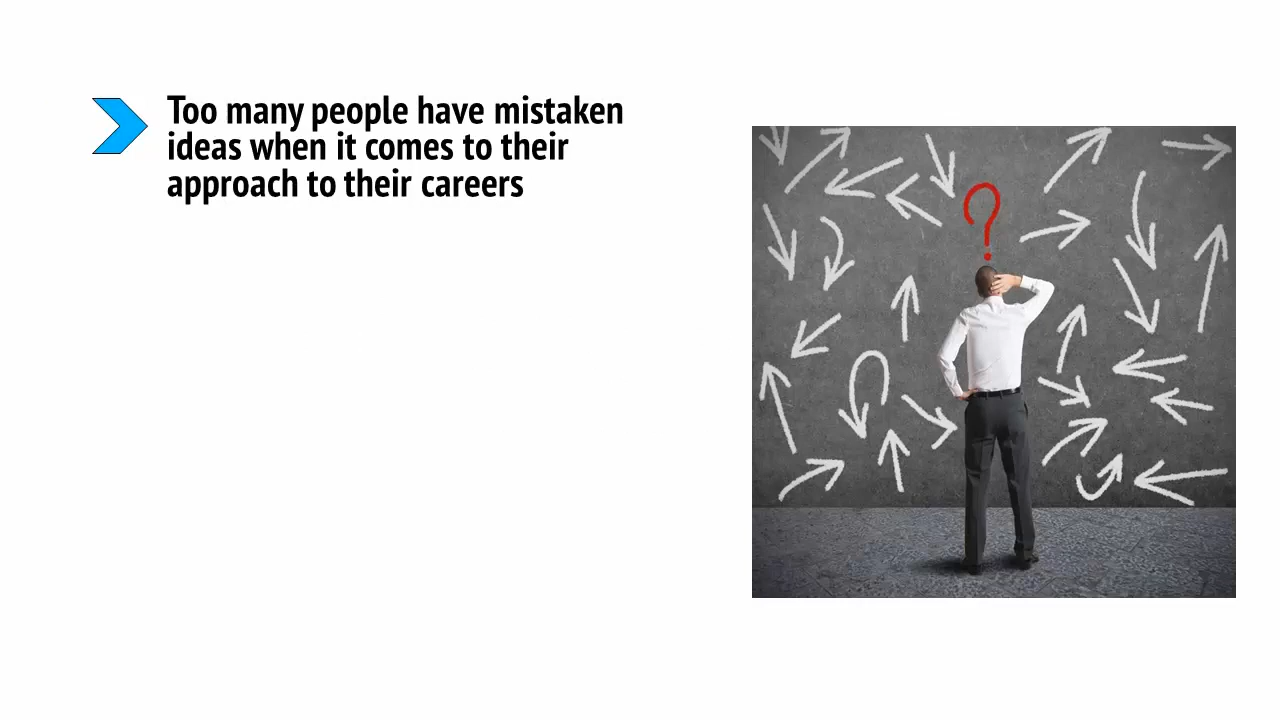 Too many people have mistaken
ideas when it comes to their
approach to their careers
?